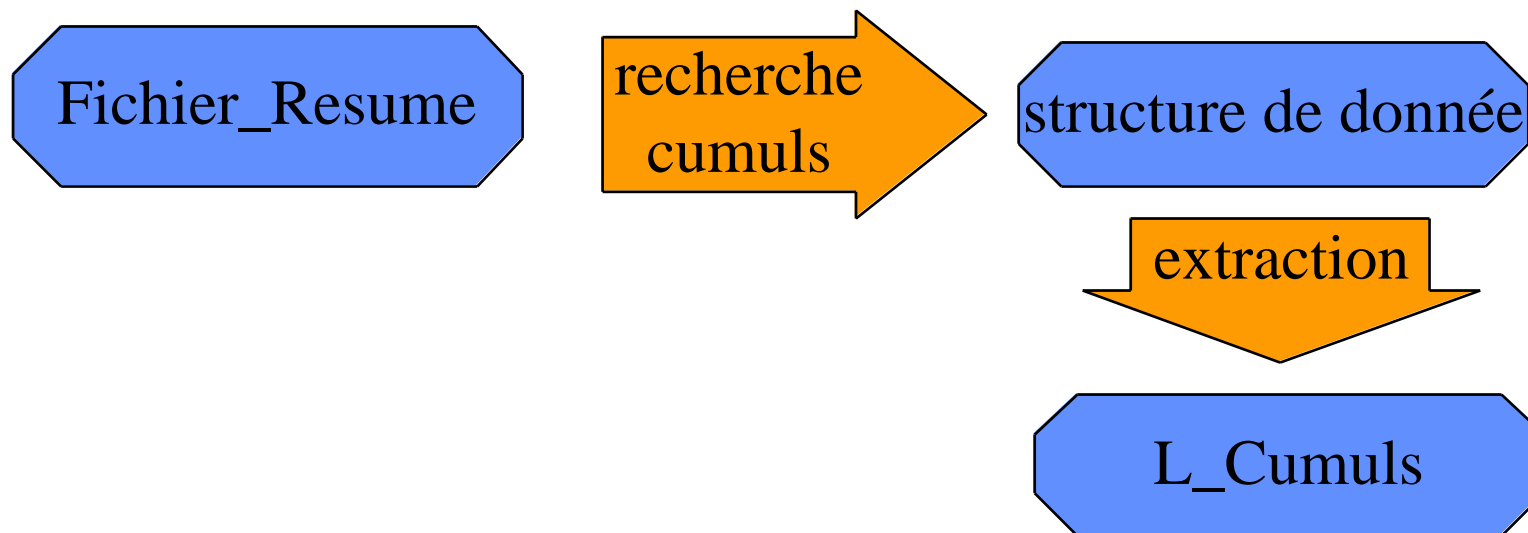 Fichier_Resume
recherche
cumuls
structure de donnée
extraction
L_Cumuls